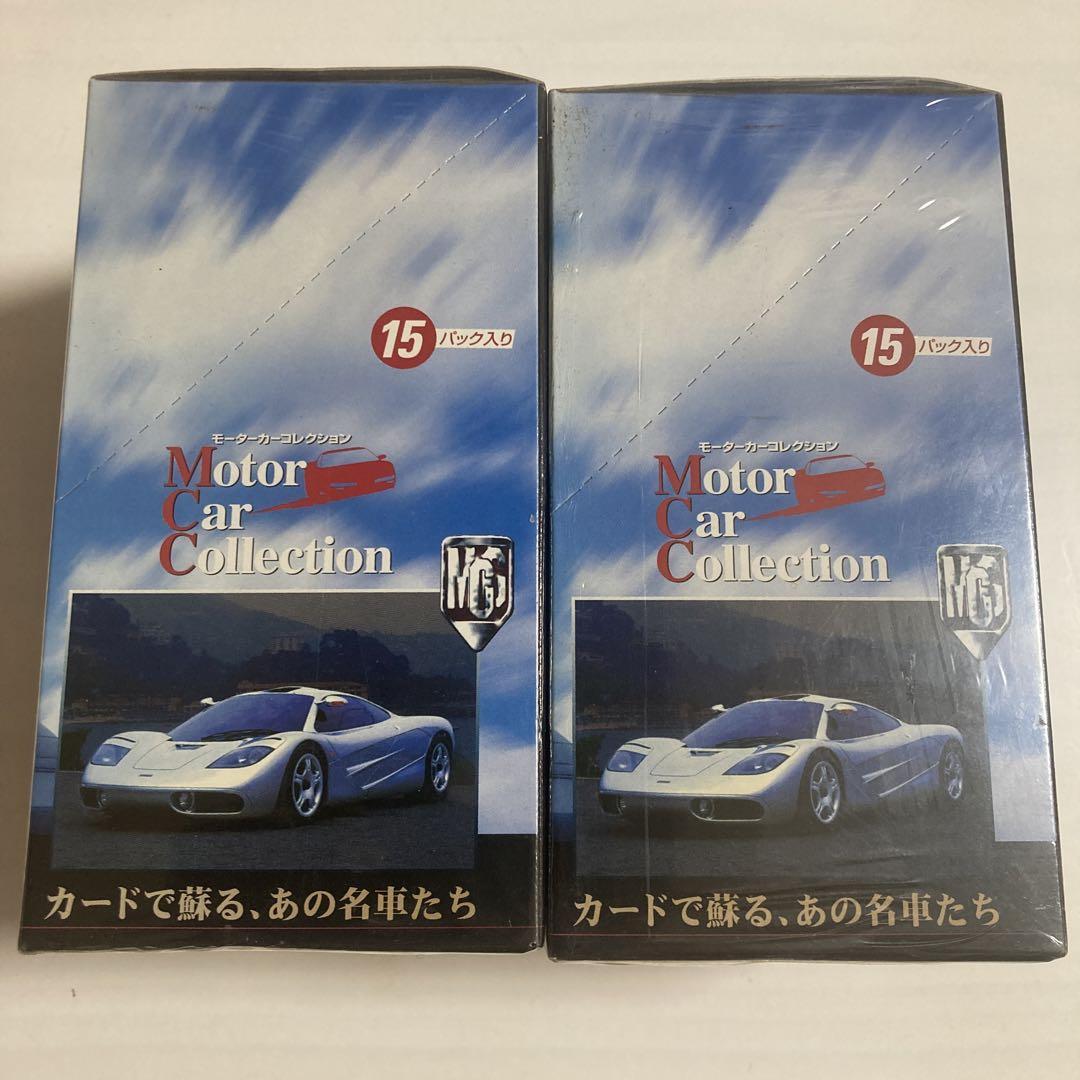 15 パック入り
モーターカーコレクション
Motor
Car
Collection
MCC
カードで蘇る、あの名車たち
15 パック入り
モーターカーコレクション
Motor
Car
Collection
カードで蘇る、あの名車たち